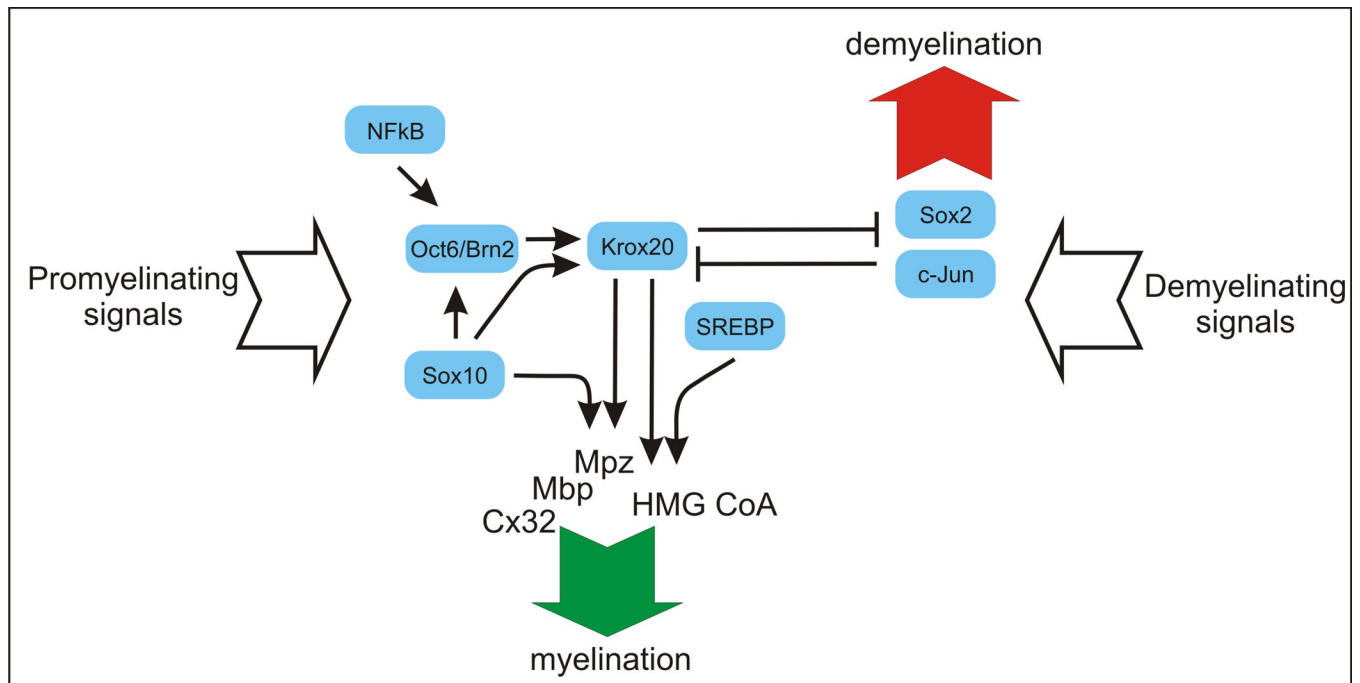 demyelination
NFkB
Sox2
Oct6/Brn2
Krox20
c-Jun
Promyelinating
signals
Demyelinating
signals
SREBP
Sox10
Mpz
Mbp
HMG CoA
Cx32
myelination